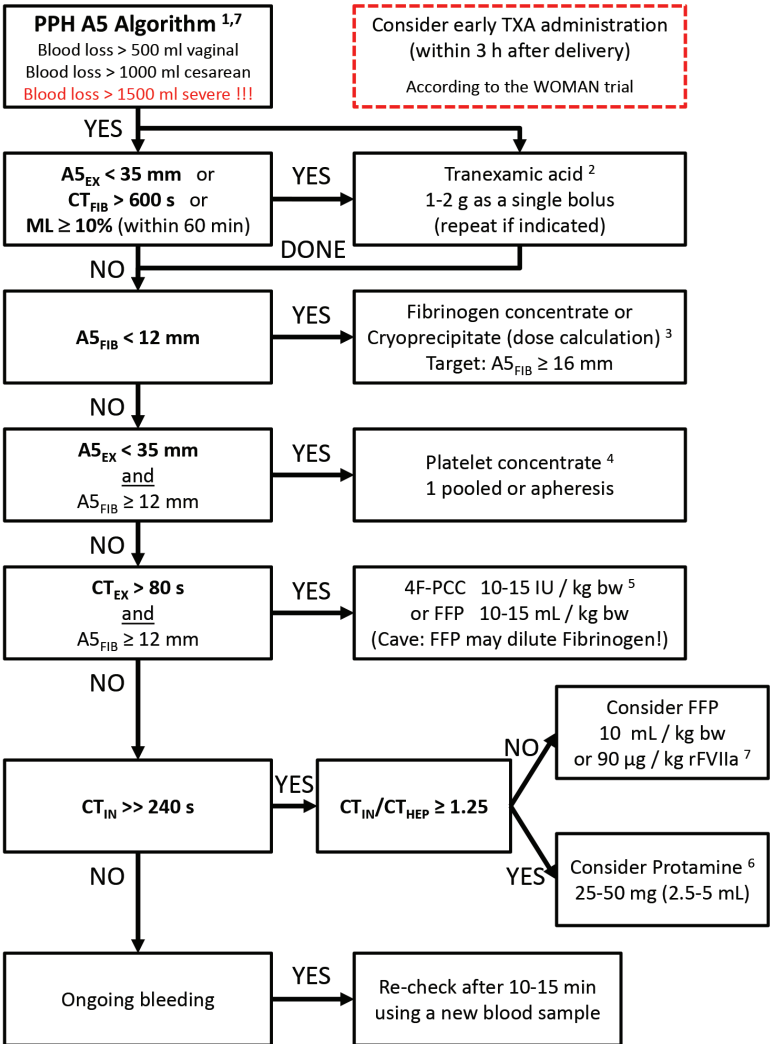 PPH A5 Algorithm 1,7
Blood loss > 500 ml vaginal
Blood loss > 1000 ml cesarean
Blood loss > 1500 ml severe !!!
Consider early TXA administration
(within 3 h after delivery)
According to the WOMAN trial
YES
A5EX < 35 mm or
CTFIB > 600 s or
ML ≥ 10% (within 60 min)
YES
Tranexamic acid 2
1-2 g as a single bolus
(repeat if indicated)
DONE
NO
A5FIB < 12 mm
YES
Fibrinogen concentrate or
Cryoprecipitate (dose calculation) 3
Target: A5FIB ≥ 16 mm
NO
A5EX < 35 mm
and
A5FIB ≥ 12 mm
YES
Platelet concentrate 4
1 pooled or apheresis
NO
CTEX > 80 s
and
A5FIB ≥ 12 mm
YES
4F-PCC 10-15 IU / kg bw 5
or FFP 10-15 mL / kg bw
(Cave: FFP may dilute Fibrinogen!)
NO
CTIN >> 240 s
YES
CTIN/CTHEP ≥ 1.25
NO
Consider FFP
10 mL / kg bw
or 90 µg / kg rFVIIa 7
YES
Consider Protamine 6
25-50 mg (2.5-5 mL)
NO
Ongoing bleeding
YES
Re-check after 10-15 min
using a new blood sample